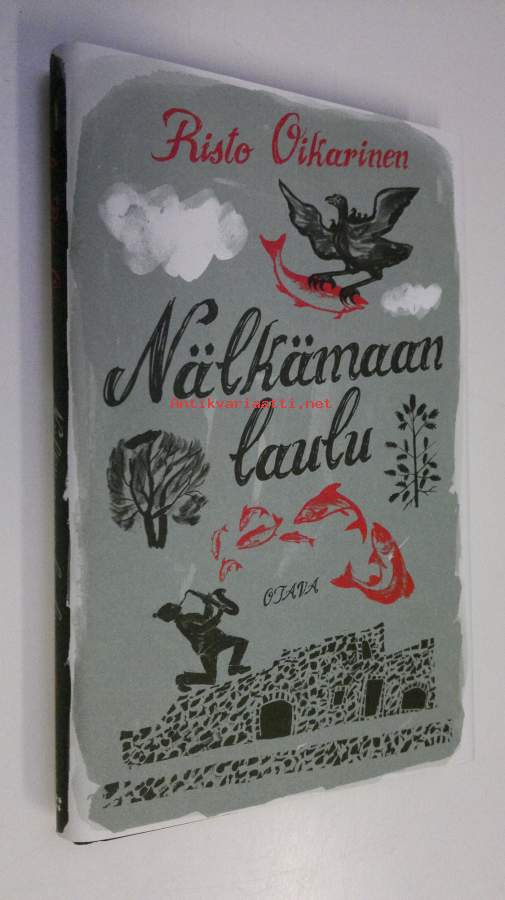 Risto Oikarinen
Nälkämaan
Antikvariaatti.net
laulu
OTAVA